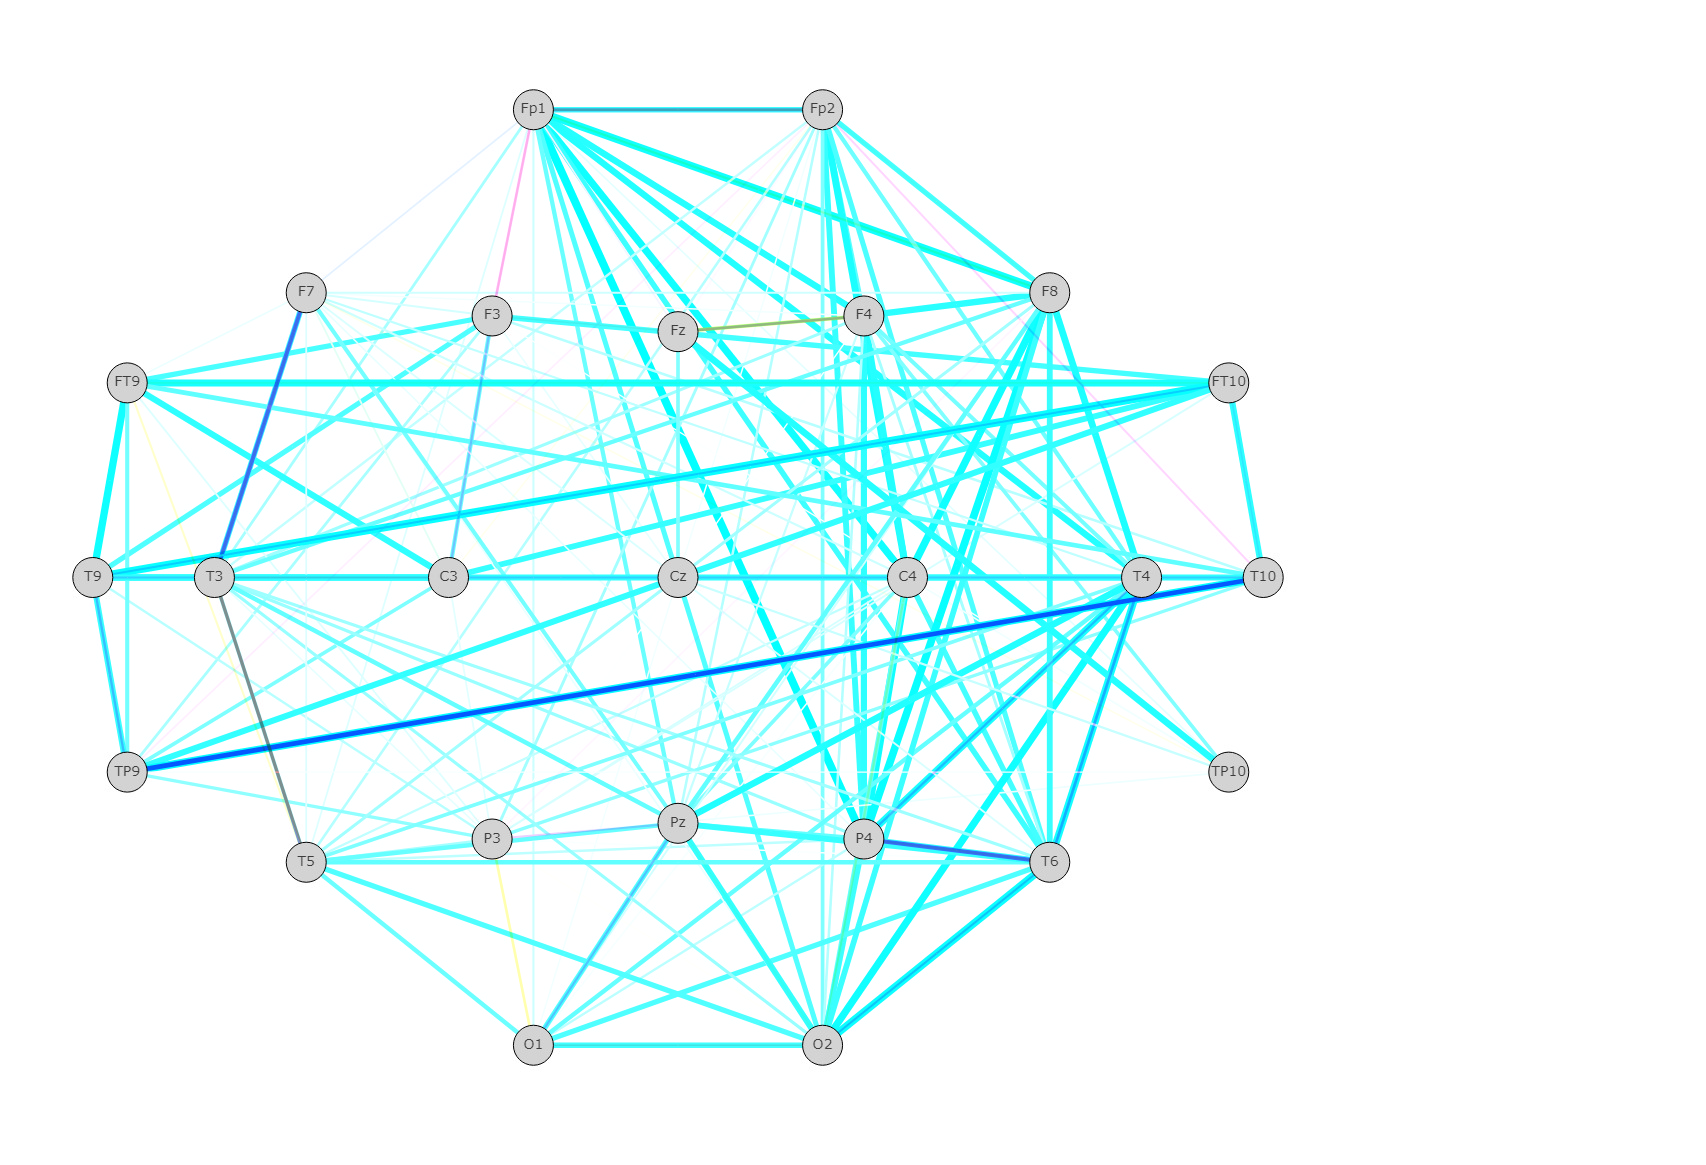 Fp1 Fp2
F7 F3 Fz F4 F8
FT9 FT10
T9 T3 C3 Cz C4 T4 T10
TP9 TP10
T5 P3 Pz P4 T6
O1 O2